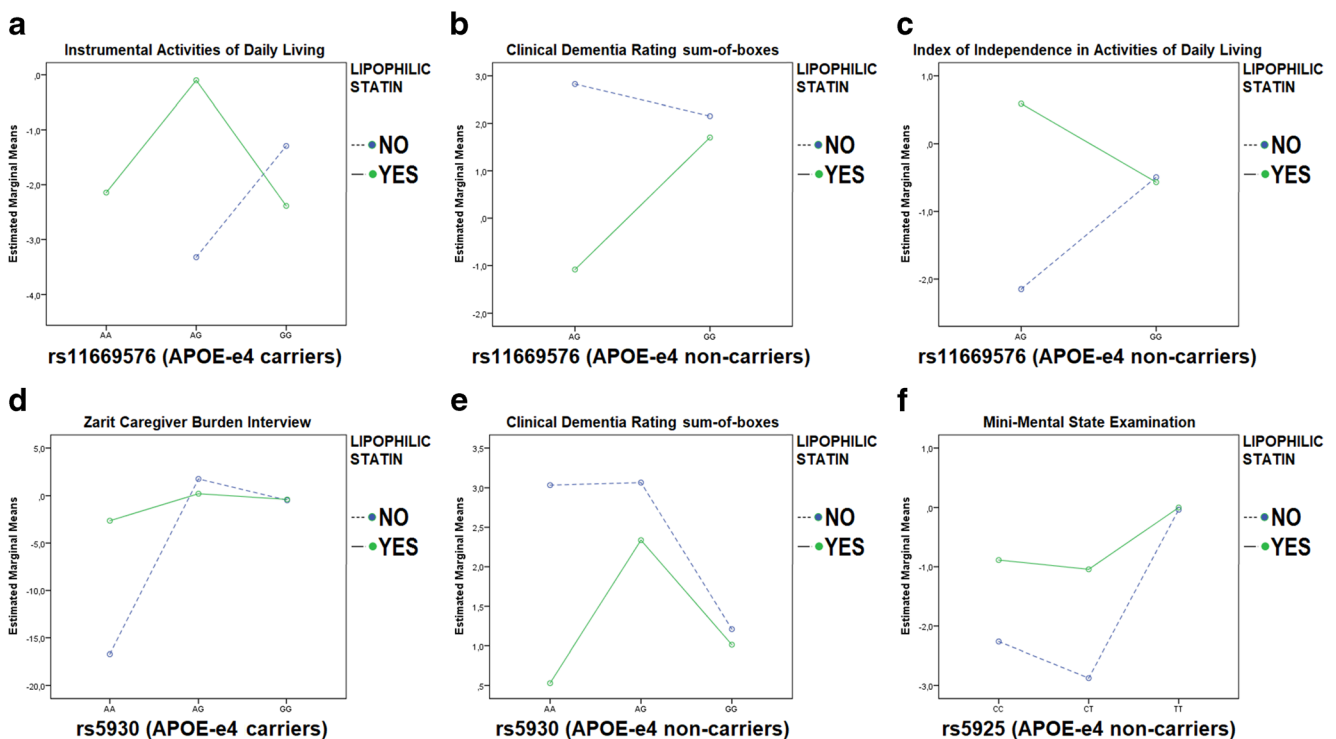 a
Instrumental Activities of Daily Living
LIPOPHILIC
STATIN
NO
YES
Estimated Marginal Means
,0
-1,0
-2,0
-3,0
-4,0
AA
AG
GG
rs11669576 (APOE-e4 carriers)
b
Clinical Dementia Rating sum-of-boxes
LIPOPHILIC
STATIN
NO
YES
Estimated Marginal Means
3,0
2,0
1,0
,0
-1,0
-2,0
AG
GG
rs11669576 (APOE-e4 non-carriers)
c
Index of Independence in Activities of Daily Living
LIPOPHILIC
STATIN
NO
YES
Estimated Marginal Means
1,0
,0
-1,0
-2,0
AG
GG
rs11669576 (APOE-e4 non-carriers)
d
Zarit Caregiver Burden Interview
LIPOPHILIC
STATIN
NO
YES
Estimated Marginal Means
5,0
,0
-5,0
-10,0
-15,0
-20,0
AA
AG
GG
rs5930 (APOE-e4 carriers)
e
Clinical Dementia Rating sum-of-boxes
LIPOPHILIC
STATIN
NO
YES
Estimated Marginal Means
3,5
3,0
2,5
2,0
1,5
1,0
,5
AA
AG
GG
rs5930 (APOE-e4 non-carriers)
f
Mini-Mental State Examination
LIPOPHILIC
STATIN
NO
YES
Estimated Marginal Means
1,0
,0
-1,0
-2,0
-3,0
CC
CT
TT
rs5925 (APOE-e4 non-carriers)